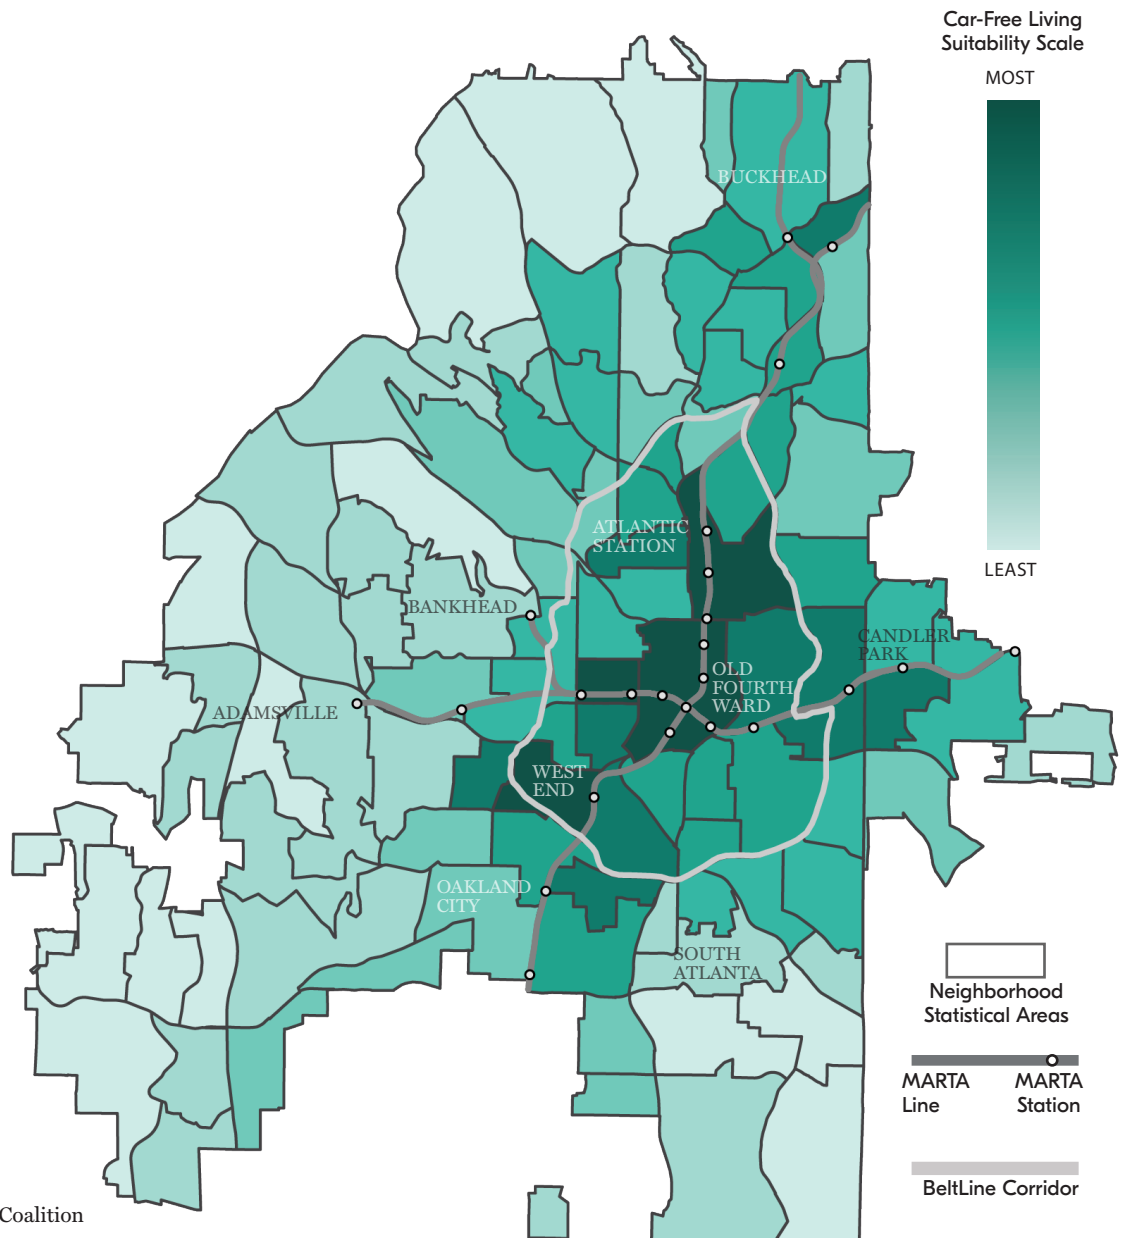 Car-Free Living
Suitability Scale
MOST
LEAST
BUCKHEAD
ATLANTIC
STATION
BANKHEAD
CANDLER
PARK
OLD
FOURTH
WARD
ADAMSVILLE
WEST
END
OAKLAND
CITY
SOUTH
ATLANTA
Neighborhood
Statistical Areas
MARTA
Line
MARTA
Station
BeltLine Corridor
Coalition